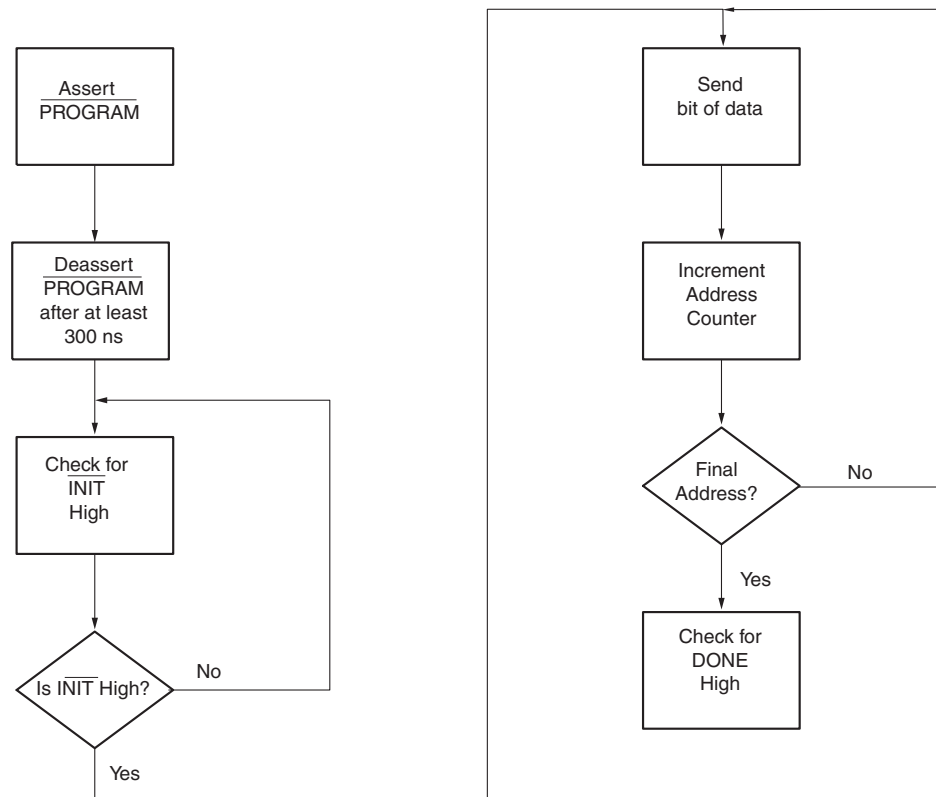 Assert
PROGRAM
Deassert
PROGRAM
after at least
300 ns
Check for
INIT
High
Is INIT High?
No
Yes
Send
bit of data
Increment
Address
Counter
Final
Address?
No
Yes
Check for
DONE
High